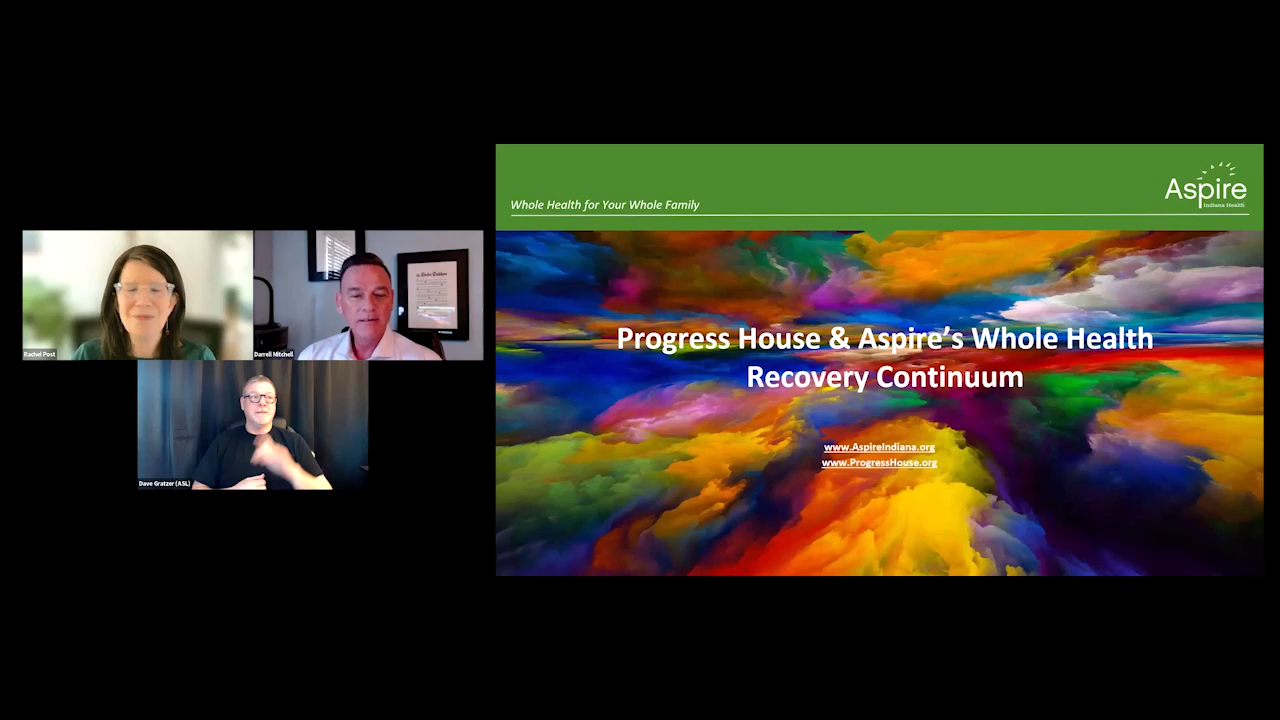 Whole Health for Your Whole Family
Aspire
Indiana Health
Progress House & Aspire's Whole Health
Recovery Continuum
www.AspireIndiana.org
www.ProgressHouse.org
Rachel Post
Darrell Mitchell
Dave Gratzer (ASL)